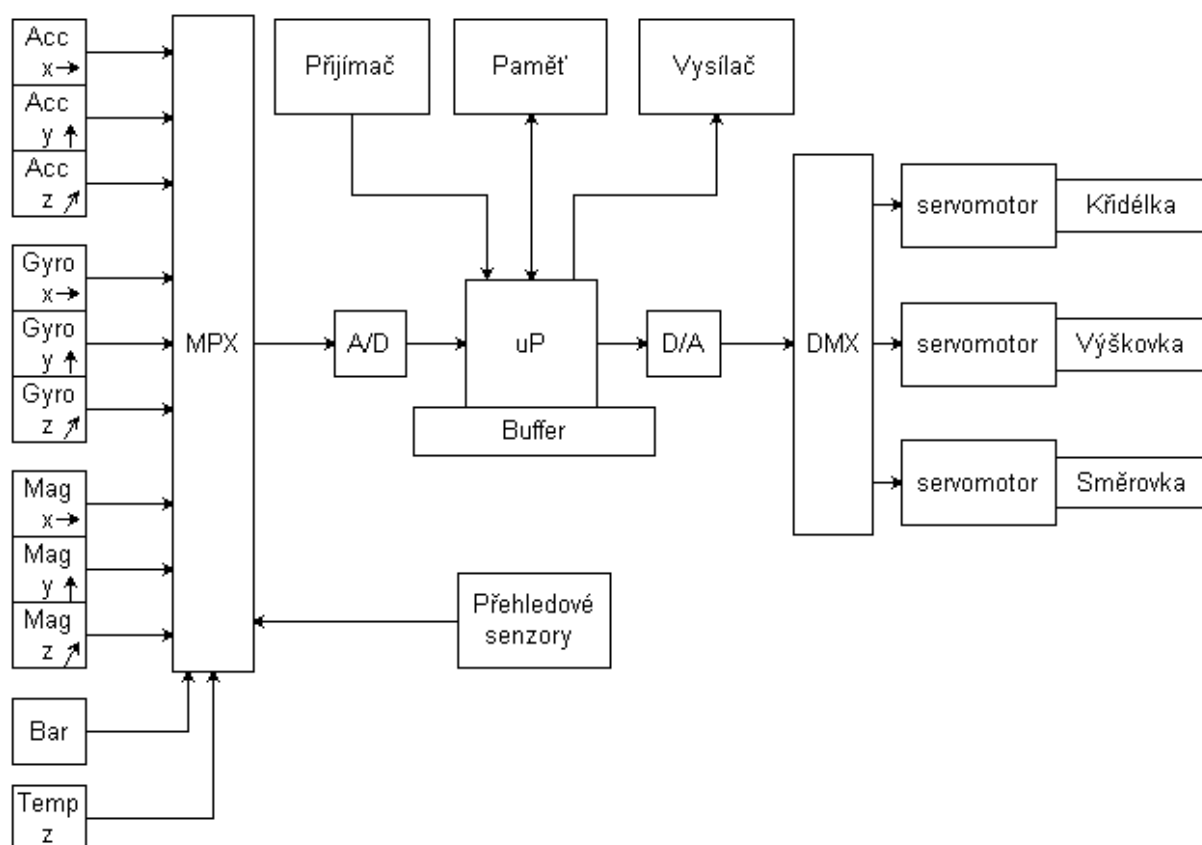 Acc
x
Acc
y
Acc
z
Gyro
x
Gyro
y
Gyro
z
Mag
x
Mag
y
Mag
z
Bar
Temp
z
MPX
Přijímač
Paměť
Vysílač
A/D
uP
Buffer
D/A
DMX
Přehledové
senzory
servomotor
Křidélka
servomotor
Výškovka
servomotor
Směrovka